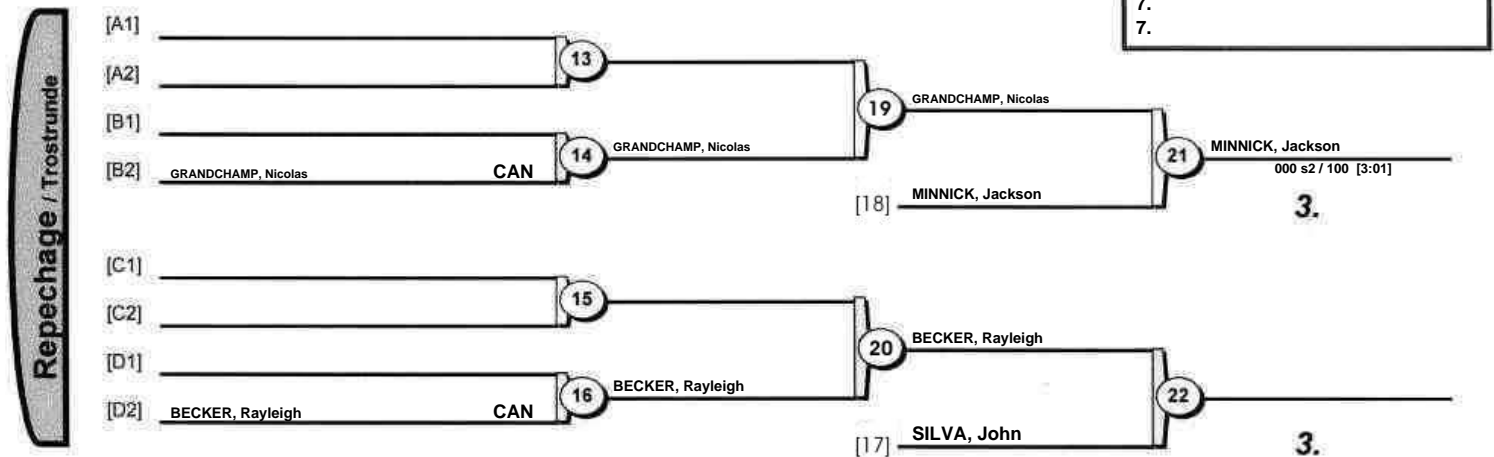 7.
7.
Repechage / Trostrunde
[A1]
13
[A2]
[B1]
14
GRANDCHAMP, Nicolas
[B2] GRANDCHAMP, Nicolas CAN
19
GRANDCHAMP, Nicolas
[18] MINNICK, Jackson
21
MINNICK, Jackson
000 s2 / 100 [3:01]
3.
[C1]
15
[C2]
[D1]
16
BECKER, Rayleigh
[D2] BECKER, Rayleigh CAN
20
BECKER, Rayleigh
[17] SILVA, John
22
3.